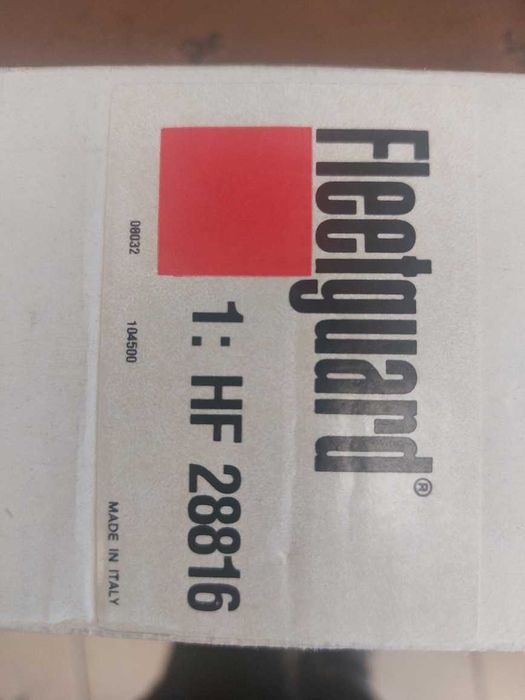 Fleetguard®
1: HF 28816
08032 104500 MADE IN ITALY